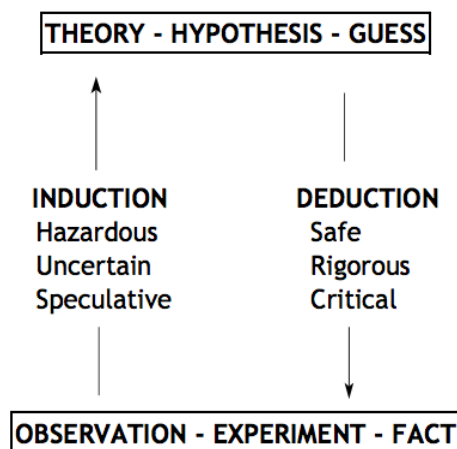 THEORY - HYPOTHESIS - GUESS
INDUCTION
Hazardous
Uncertain
Speculative
DEDUCTION
Safe
Rigorous
Critical
OBSERVATION - EXPERIMENT - FACT